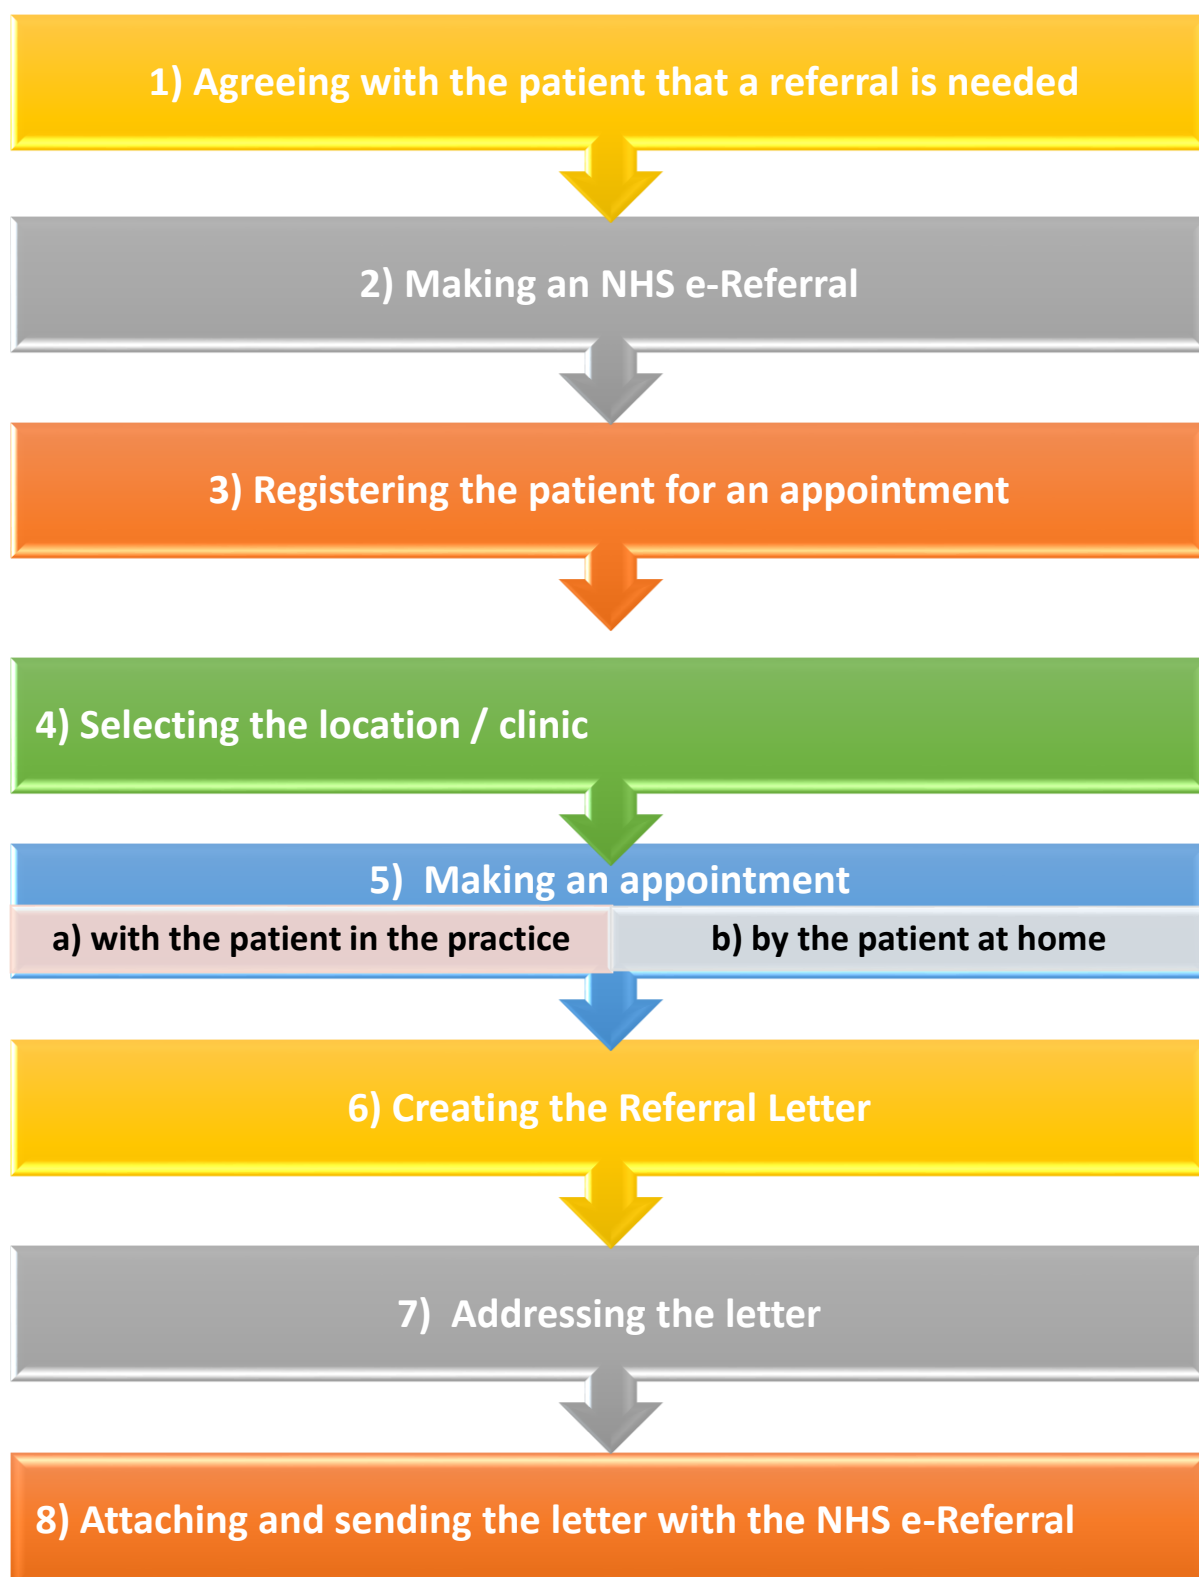 1) Agreeing with the patient that a referral is needed
2) Making an NHS e-Referral
3) Registering the patient for an appointment
4) Selecting the location / clinic
5)  Making an appointment
a) with the patient in the practice
b) by the patient at home
6) Creating the Referral Letter
7)  Addressing the letter
8) Attaching and sending the letter with the NHS e-Referral